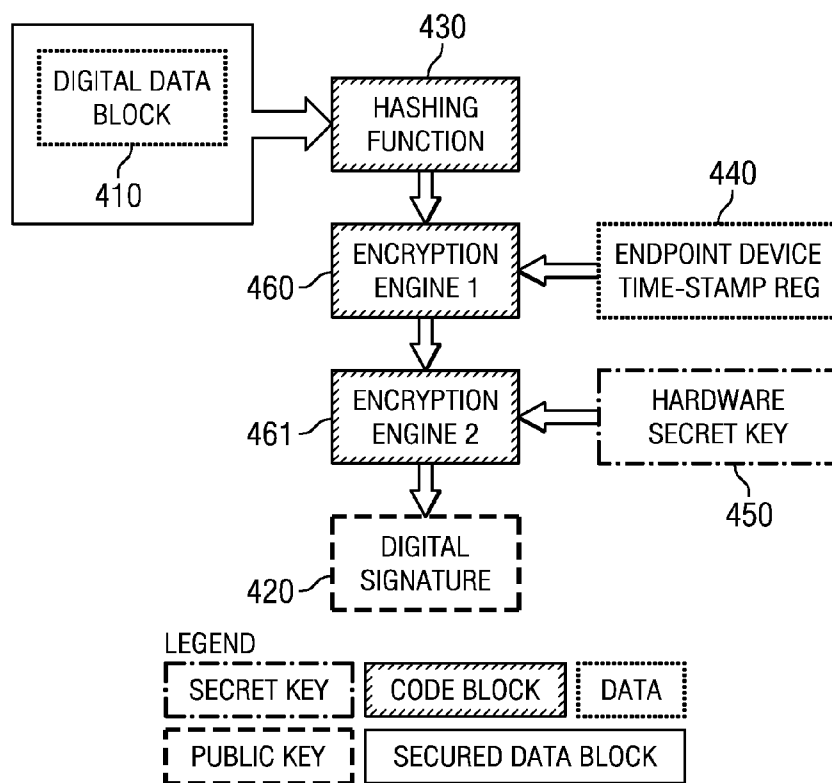 430
DIGITAL DATA
BLOCK
410
HASHING
FUNCTION
440
460
ENCRYPTION
ENGINE 1
ENDPOINT DEVICE
TIME-STAMP REG
461
ENCRYPTION
ENGINE 2
HARDWARE
SECRET KEY
450
420
DIGITAL
SIGNATURE
LEGEND
SECRET KEY
CODE BLOCK
DATA
PUBLIC KEY
SECURED DATA BLOCK